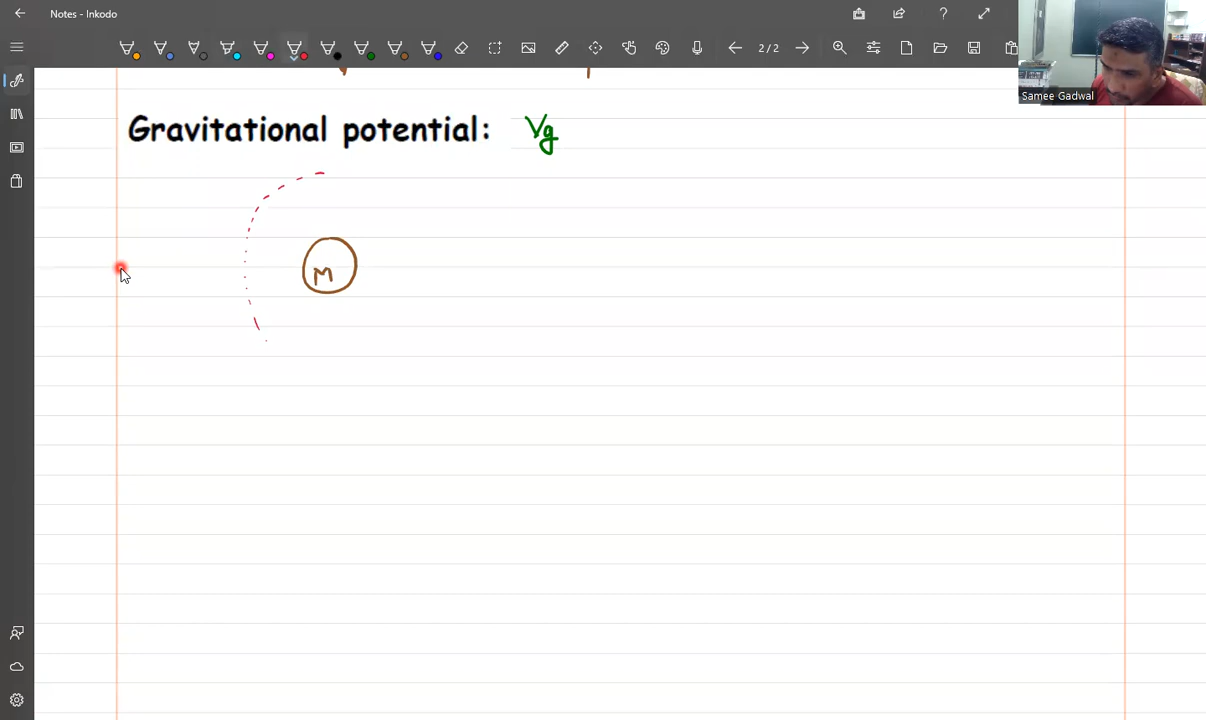 Notes - Inkodo
2 / 2
Samee Gadwal
Gravitational potential: Vg
M